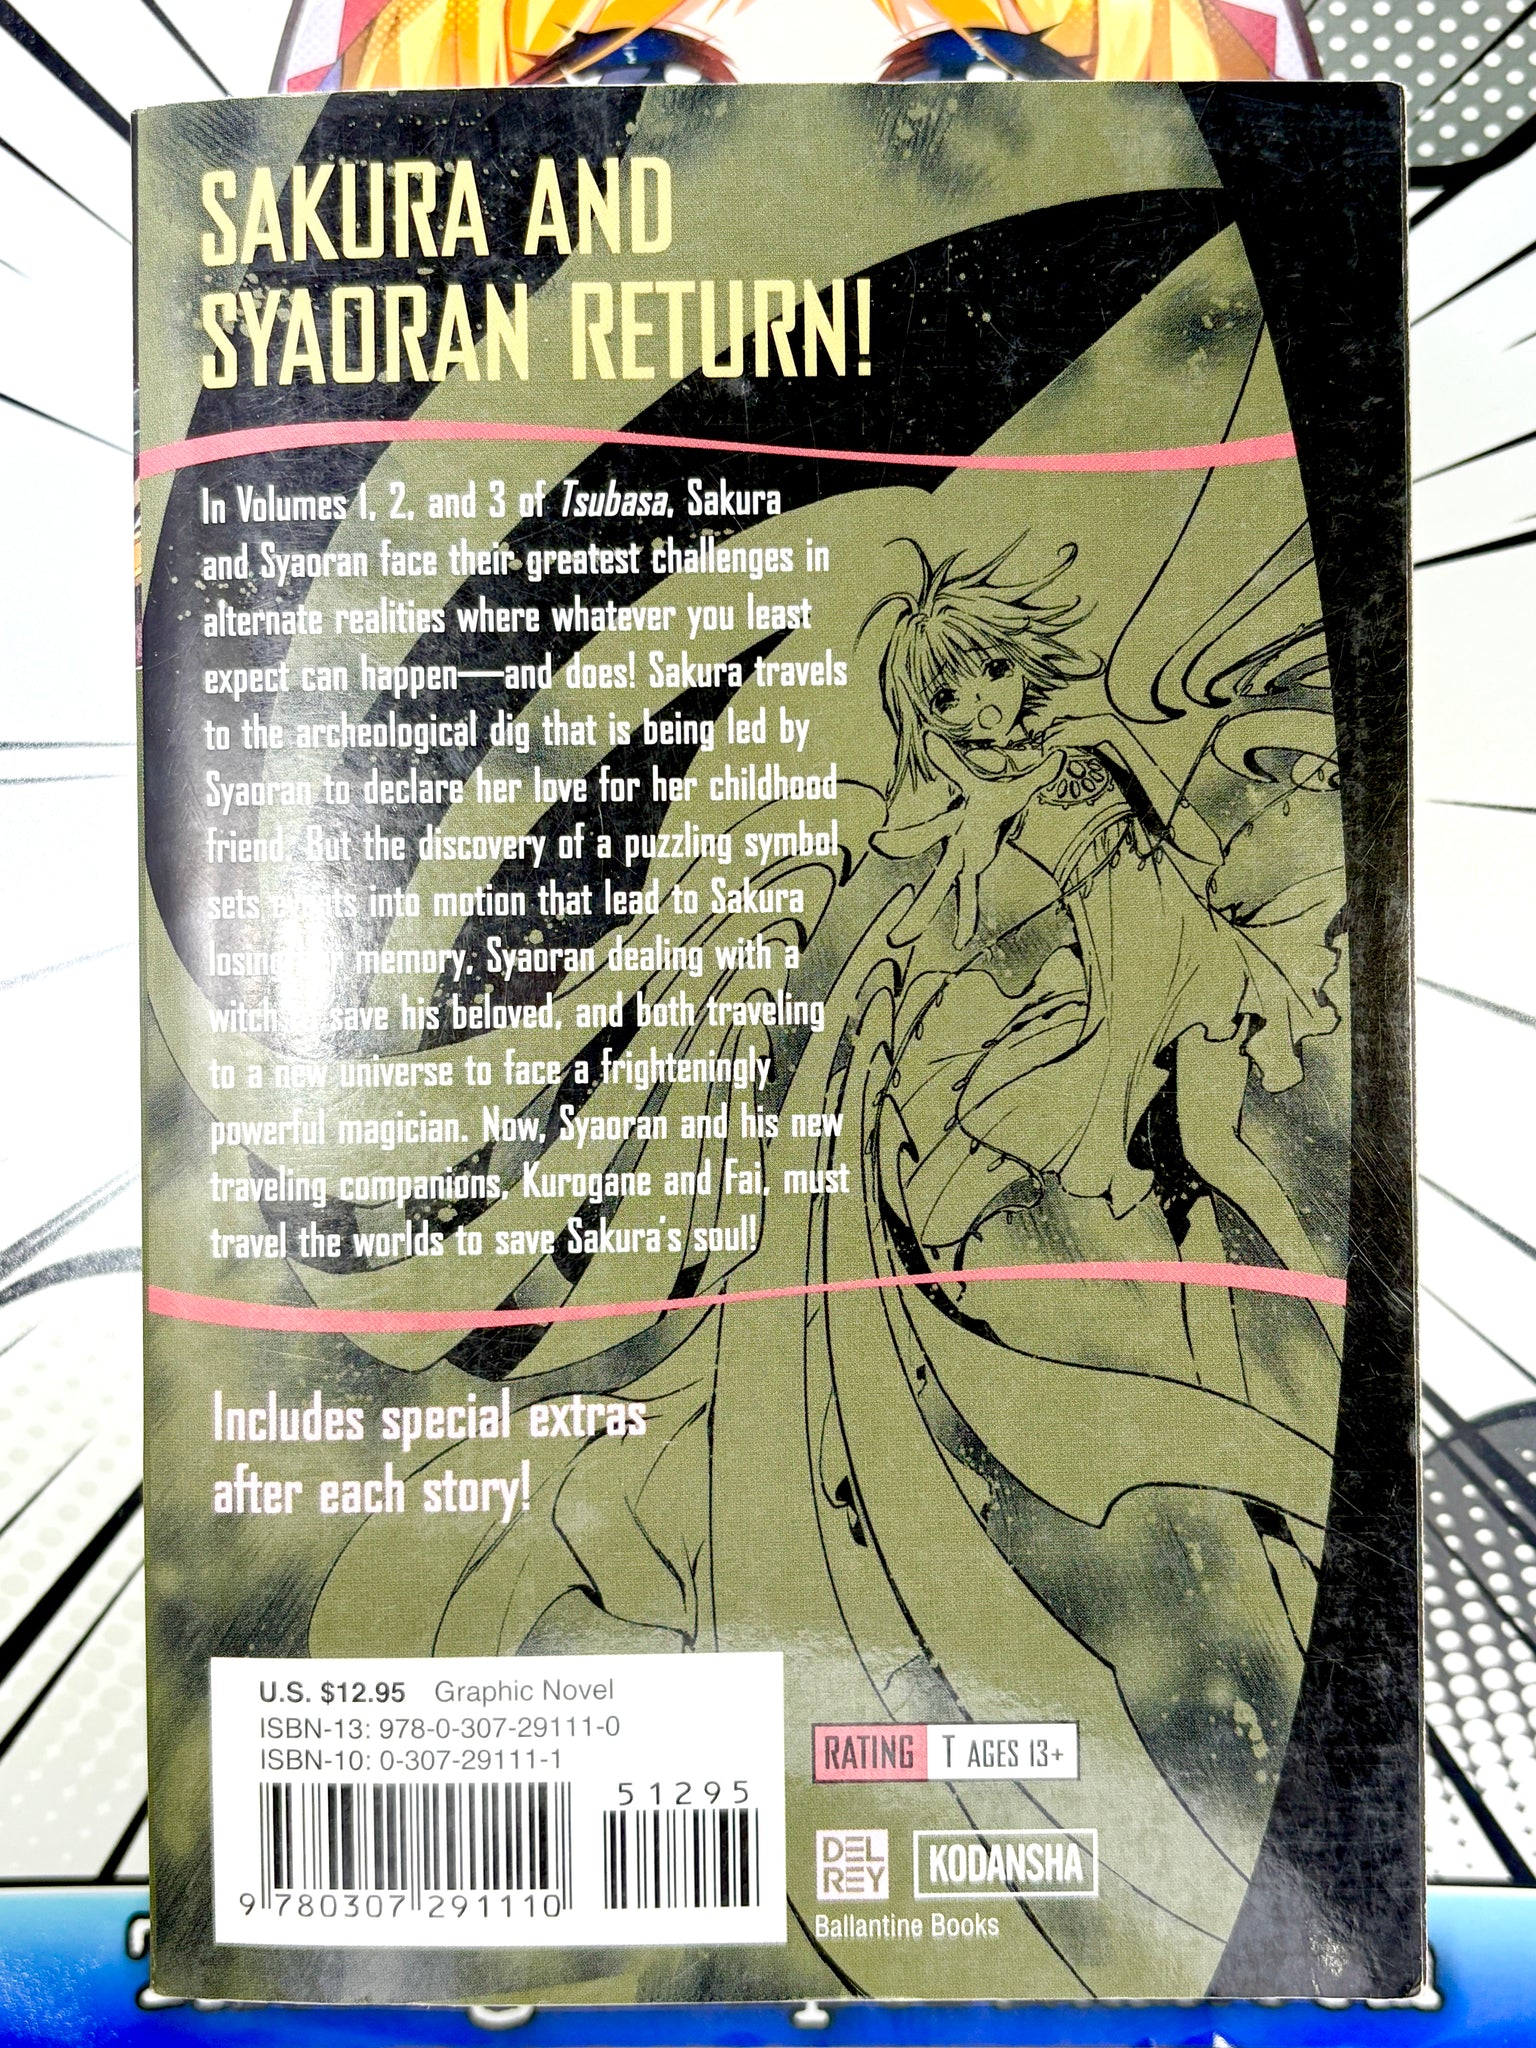 SAKURA AND
SYAORAN RETURN!
In Volumes 1, 2, and 3 of Tsubasa, Sakura
and Syaoran face their greatest challenges in
alternate realities where whatever you least
expect can happen—and does! Sakura travels
to the archeological dig that is being led by
Syaoran to declare her love for her childhood
friend. But the discovery of a puzzling symbol
sets events into motion that lead to Sakura
losing her memory, Syaoran dealing with a
witch to save his beloved, and both traveling
to a new universe to face a frighteningly
powerful magician. Now, Syaoran and his new
traveling companions, Kurogane and Fai, must
travel the worlds to save Sakura's soul!
Includes special extras
after each story!
U.S. $12.95 Graphic Novel
ISBN-13: 978-0-307-29111-0
ISBN-10: 0-307-29111-1
51295
9 780307 291110
RATING T AGES 13+
DEL
REY
KODANSHA
Ballantine Books